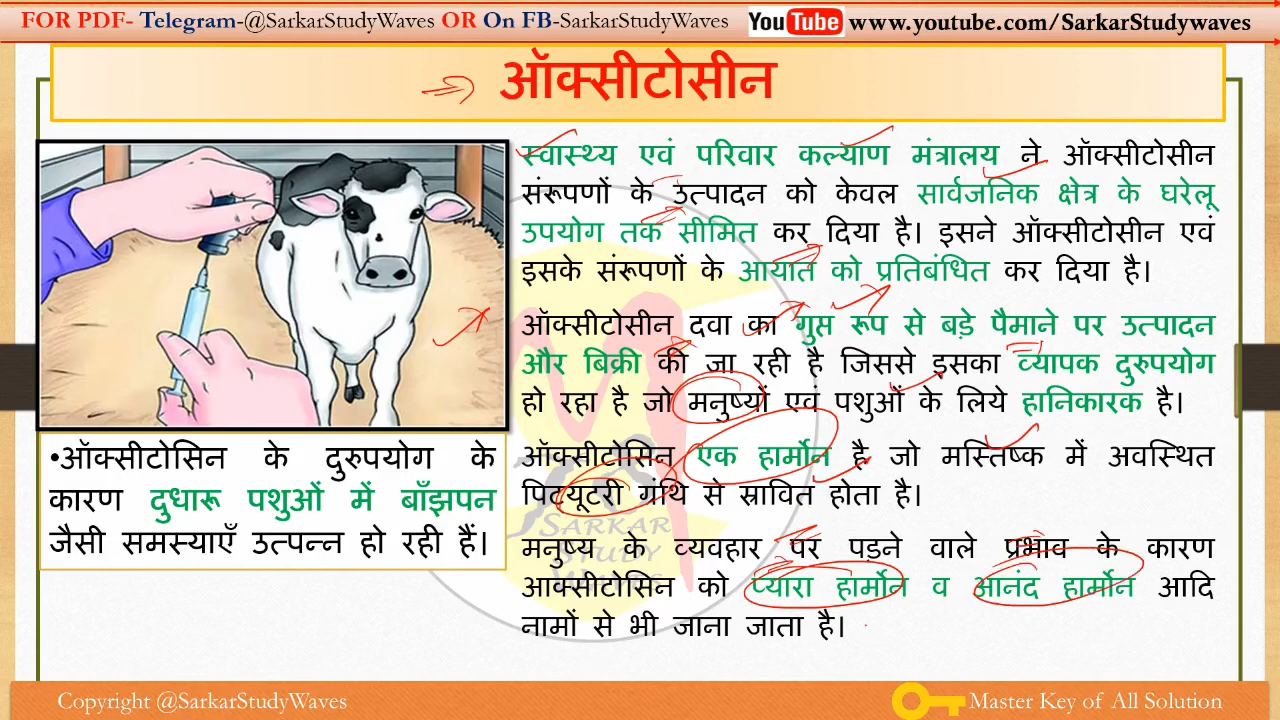 FOR PDF- Telegram-@SarkarStudyWaves OR On FB-SarkarStudyWaves
YouTube www.youtube.com/SarkarStudywaves
ऑक्सीटोसीन
स्वास्थ्य एवं परिवार कल्याण मंत्रालय ने ऑक्सीटोसीन
संरूपणों के उत्पादन को केवल सार्वजनिक क्षेत्र के घरेलू
उपयोग तक सीमित कर दिया है। इसने ऑक्सीटोसीन एवं
इसके संरूपणों के आयात को प्रतिबंधित कर दिया है।
ऑक्सीटोसीन दवा का गुप्त रूप से बड़े पैमाने पर उत्पादन
और बिक्री की जा रही है जिससे इसका व्यापक दुरुपयोग
हो रहा है जो मनुष्यों एवं पशुओं के लिये हानिकारक है।
ऑक्सीटोसिन एक हार्मोन है जो मस्तिष्क में अवस्थित
पिट्यूटरी ग्रंथि से स्रावित होता है।
मनुष्य के व्यवहार पर पड़ने वाले प्रभाव के कारण
आक्सीटोसिन को प्यारा हार्मोन व आनंद हार्मोन आदि
नामों से भी जाना जाता है।
•ऑक्सीटोसिन के दुरुपयोग के
कारण दुधारू पशुओं में बाँझपन
जैसी समस्याएँ उत्पन्न हो रही हैं।
SARKAR
STUDY
WAVES
Copyright @SarkarStudyWaves
Master Key of All Solution